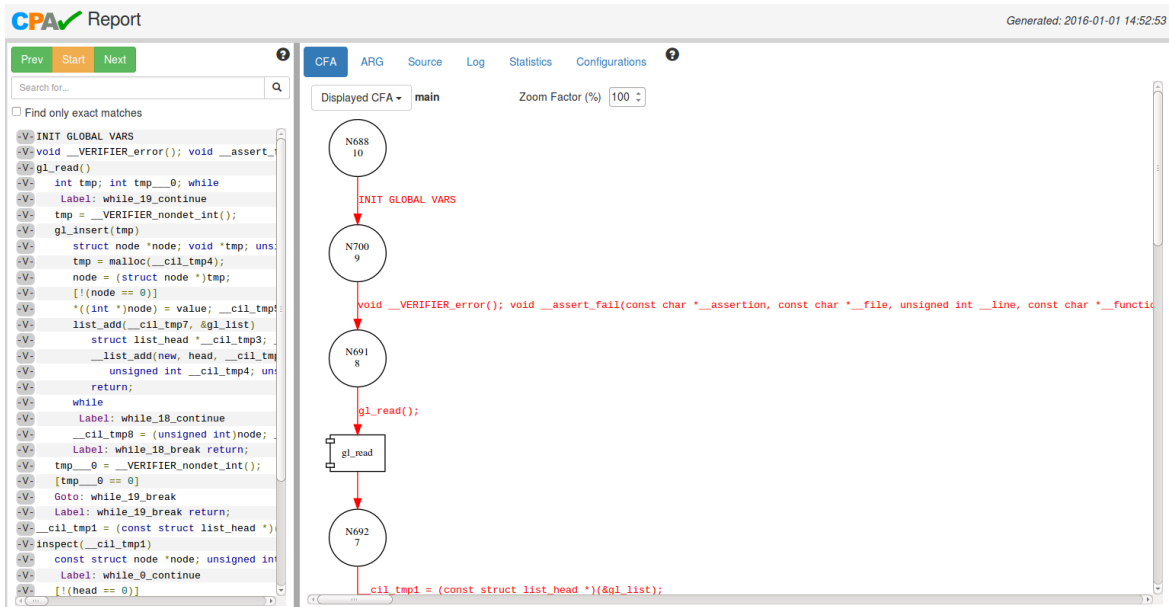 CPA✓ Report
Generated: 2016-01-01 14:52:53
Prev Start Next
Search for...
Find only exact matches
-V- INIT GLOBAL VARS
-V- void __VERIFIER_error(); void __assert_
-V- gl_read()
-V- int tmp; int tmp___0; while
-V- Label: while_19_continue
-V- tmp = __VERIFIER_nondet_int();
-V- gl_insert(tmp)
-V- struct node *node; void *tmp; uns
-V- tmp = malloc(__cil_tmp4);
-V- node = (struct node *)tmp;
-V- [!(node == 0)]
-V- *((int *)node) = value; __cil_tmp5
-V- list_add(__cil_tmp7, &gl_list)
-V- struct list_head *__cil_tmp3;
-V- __list_add(new, head, __cil_tmp
-V- unsigned int __cil_tmp4; un
-V- return;
-V- while
-V- Label: while_18_continue
-V- __cil_tmp8 = (unsigned int)node;
-V- Label: while_18_break return;
-V- tmp___0 = __VERIFIER_nondet_int();
-V- [tmp___0 == 0]
-V- Goto: while_19_break
-V- Label: while_19_break return;
-V- __cil_tmp1 = (const struct list_head *)
-V- inspect(__cil_tmp1)
-V- const struct node *node; unsigned int
-V- Label: while_0_continue
-V- [!(head == 0)]
CFA ARG Source Log Statistics Configurations
Displayed CFA main Zoom Factor (%) 100
N688
10
INIT GLOBAL VARS
N700
9
void __VERIFIER_error(); void __assert_fail(const char *__assertion, const char *__file, unsigned int __line, const char *__functio
N691
8
gl_read();
gl_read
N692
7
__cil_tmp1 = (const struct list_head *)(&gl_list);